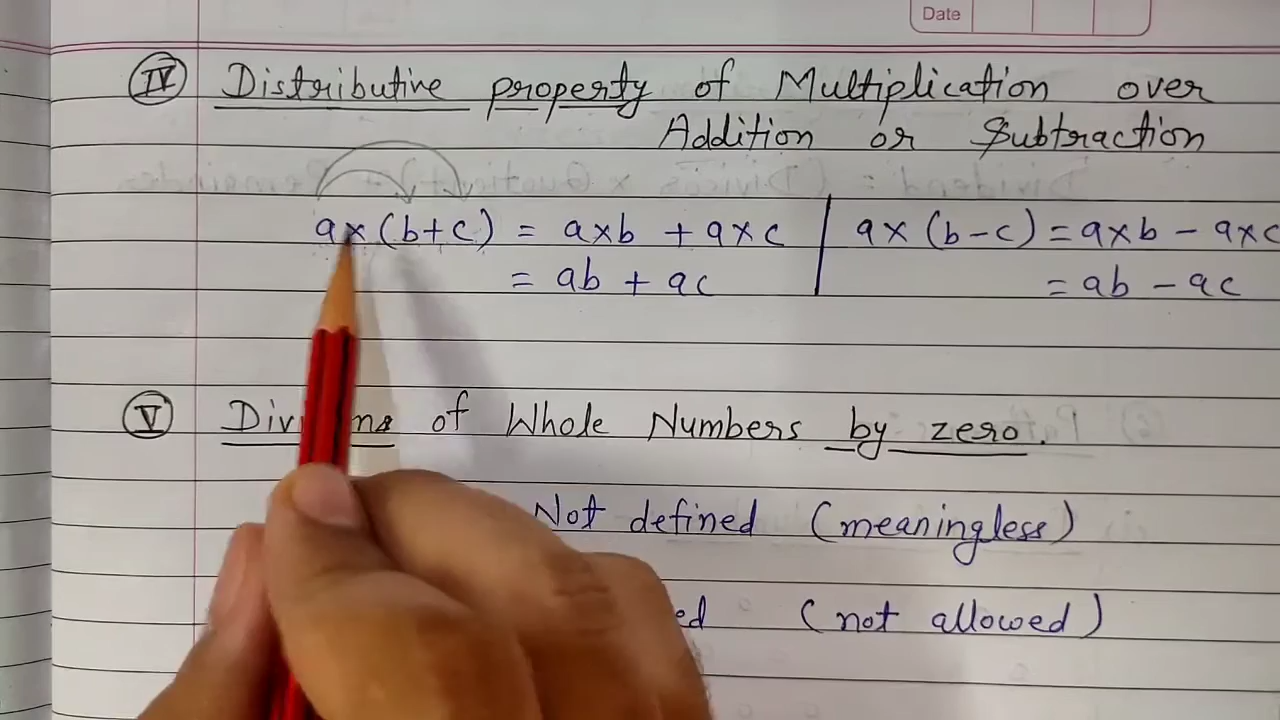 Date
IV Distributive property of Multiplication over
Addition or Subtraction
a×(b+c) = a×b + a×c
= ab + ac
a×(b-c) = a×b - a×c
= ab - ac
V of Whole Numbers by zero.
Not defined (meaningless)
(not allowed)